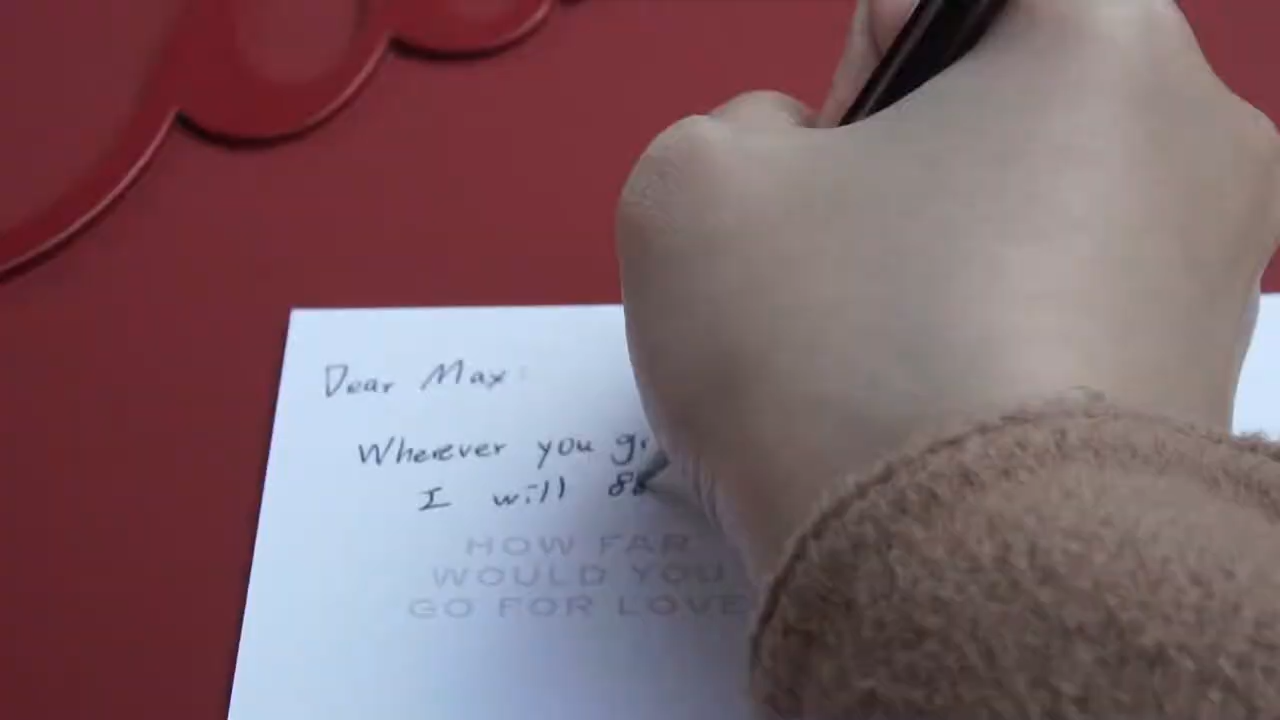 Dear Max:
Wherever you
I will
HOW FAR
WOULD YOU
GO FOR LOVE